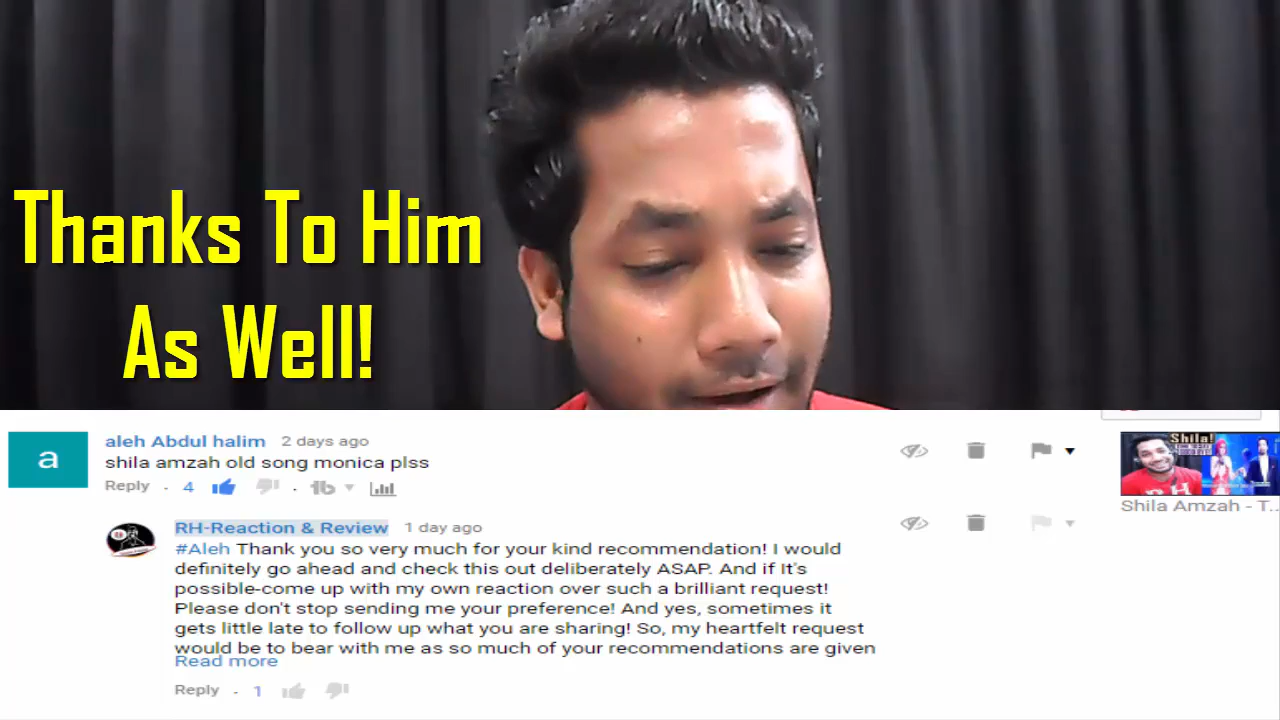 Thanks To Him
As Well!
aleh Abdul halim 2 days ago
shila amzah old song monica plss
Reply · 4
Shila!
Shila Amzah - T...
RH-Reaction & Review 1 day ago
#Aleh Thank you so very much for your kind recommendation! I would
definitely go ahead and check this out deliberately ASAP. And if It's
possible-come up with my own reaction over such a brilliant request!
Please don't stop sending me your preference! And yes, sometimes it
gets little late to follow up what you are sharing! So, my heartfelt request
would be to bear with me as so much of your recommendations are given
Read more
Reply · 1